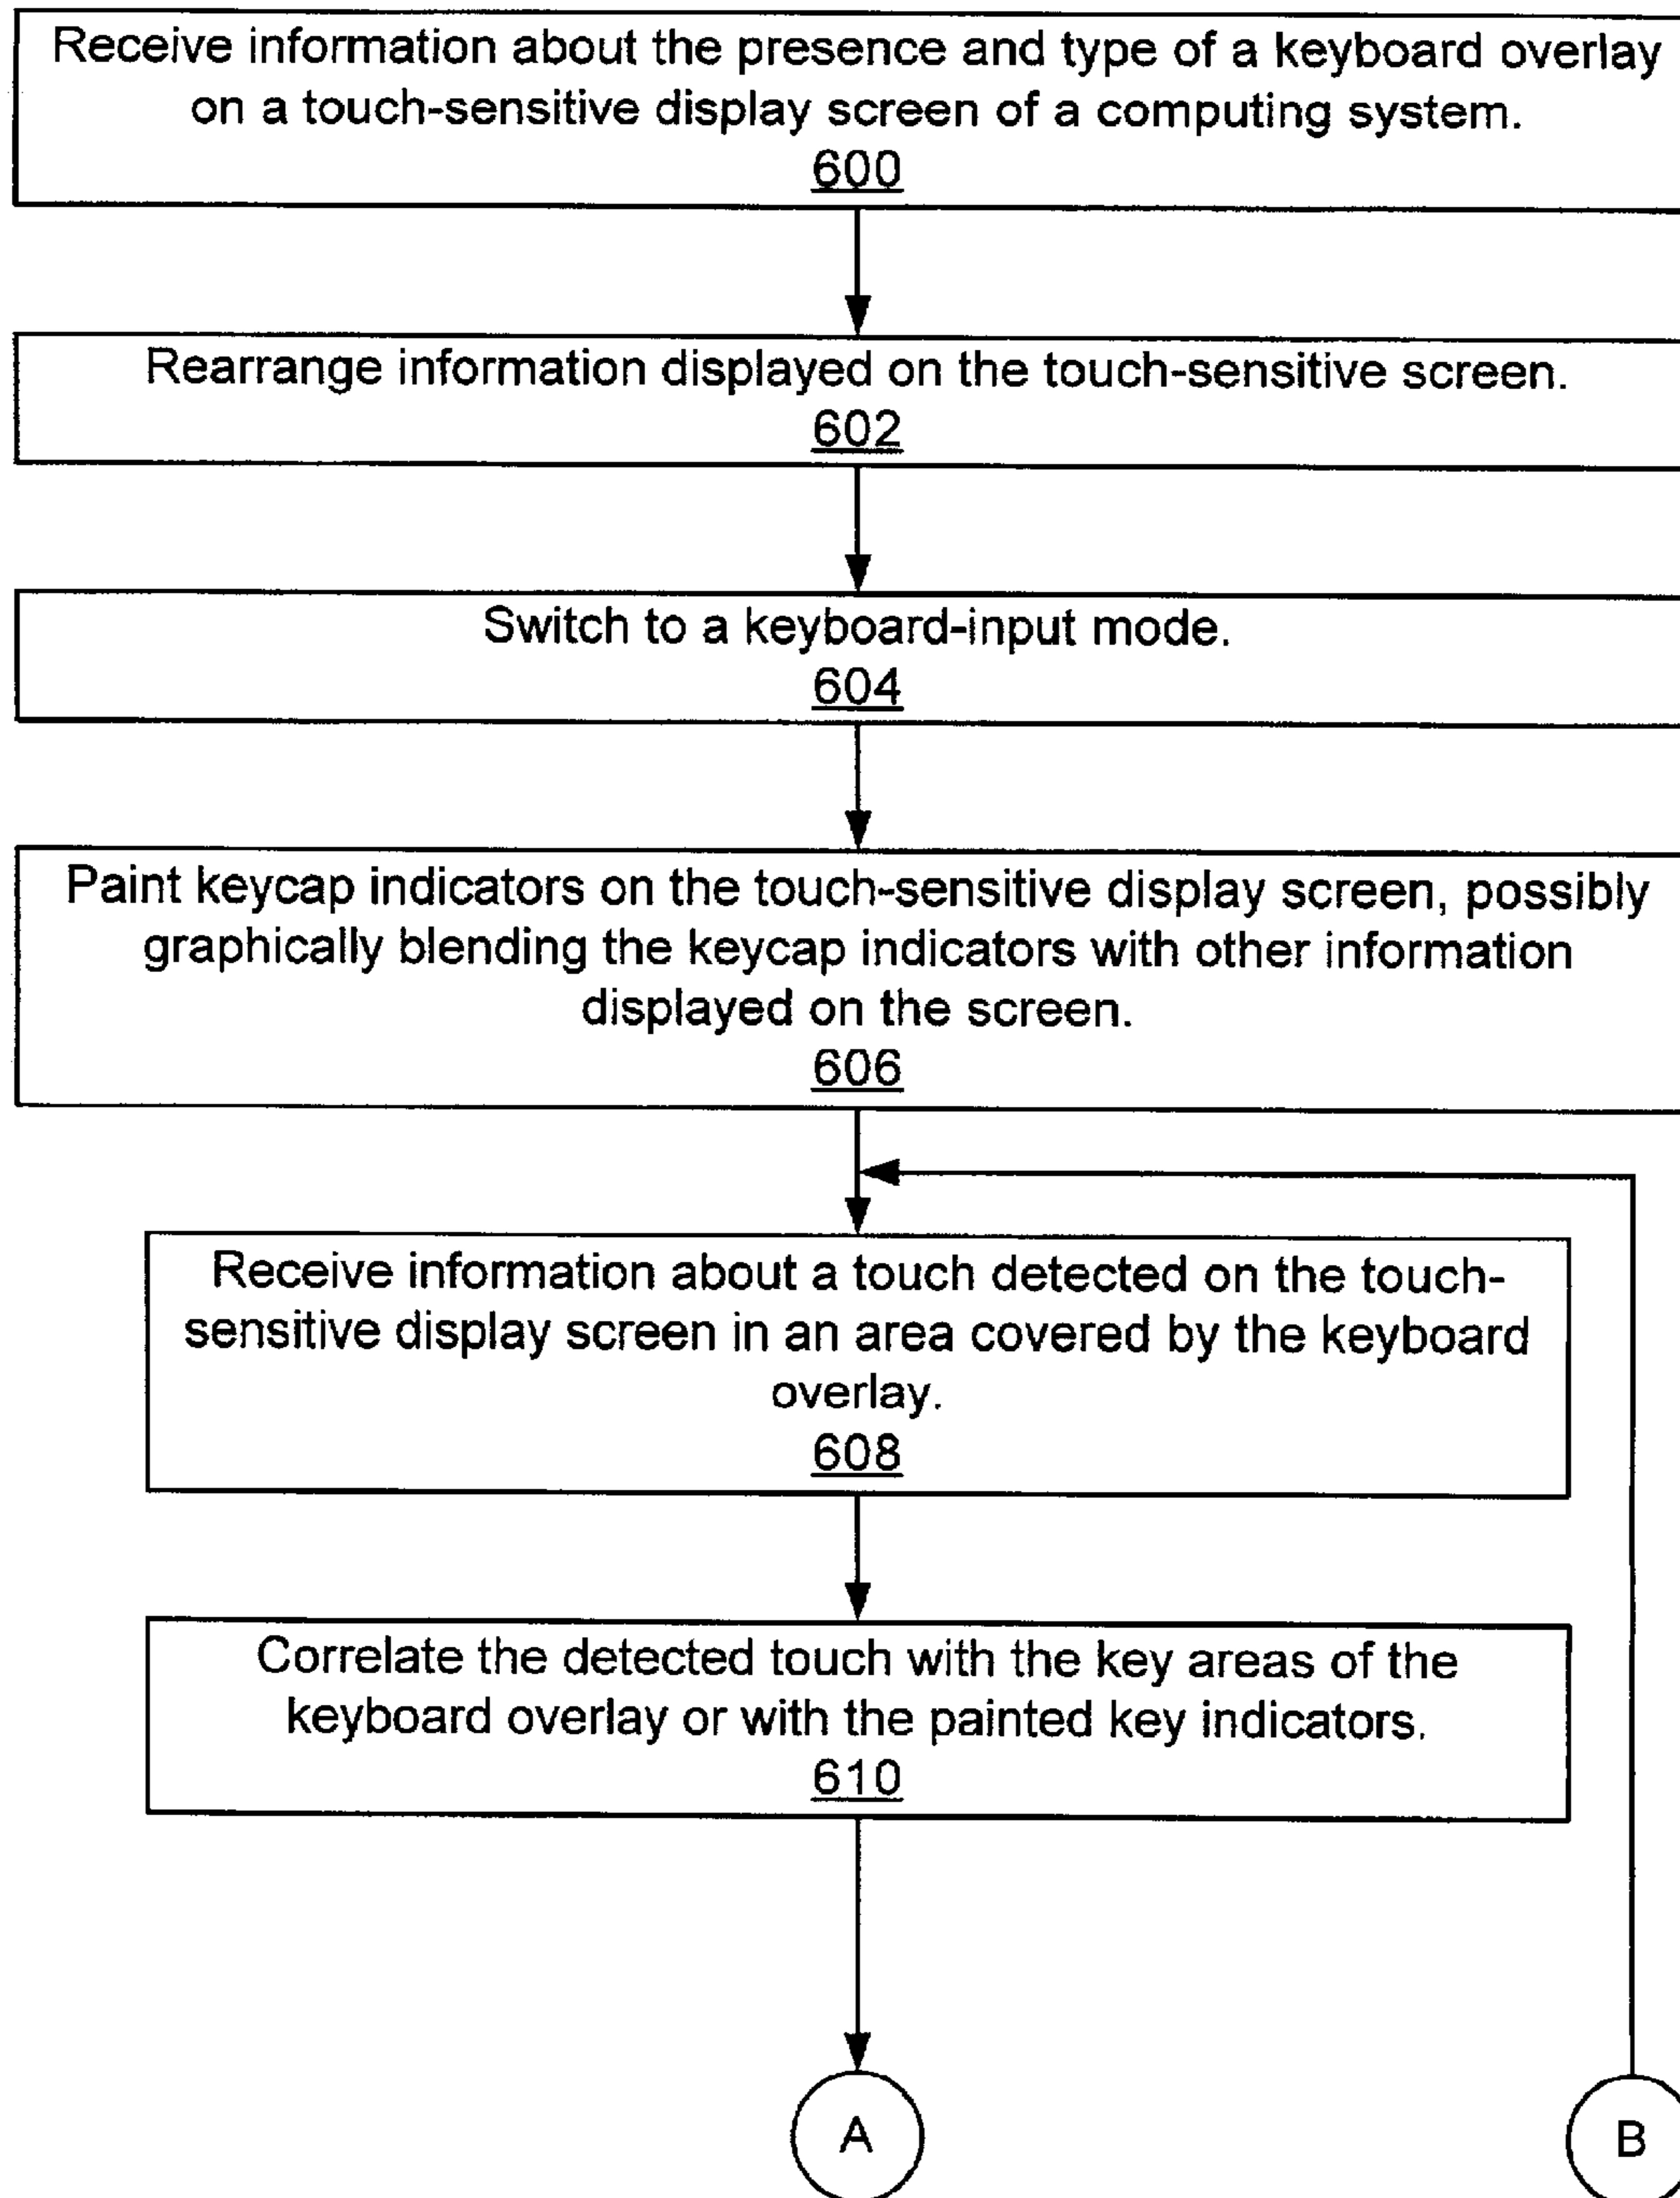 Receive information about the presence and type of a keyboard overlay
on a touch-sensitive display screen of a computing system.
600
Rearrange information displayed on the touch-sensitive screen.
602
Switch to a keyboard-input mode.
604
Paint keycap indicators on the touch-sensitive display screen, possibly
graphically blending the keycap indicators with other information
displayed on the screen.
606
Receive information about a touch detected on the touch-
sensitive display screen in an area covered by the keyboard
overlay.
608
Correlate the detected touch with the key areas of the
keyboard overlay or with the painted key indicators.
610
A
B